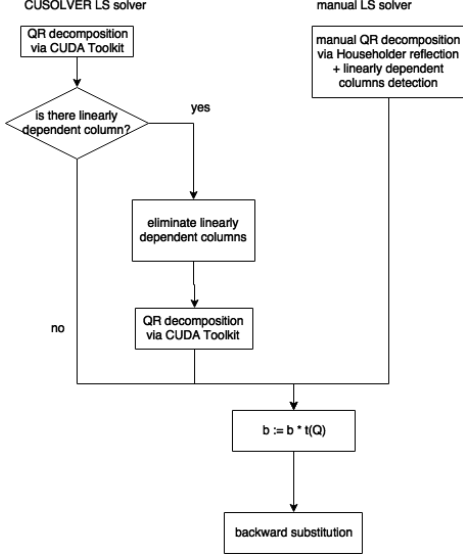 CUSOLVER LS solver
manual LS solver
QR decomposition
via CUDA Toolkit
manual QR decomposition
via Householder reflection
+ linearly dependent
columns detection
is there linearly
dependent column?
yes
eliminate linearly
dependent columns
QR decomposition
via CUDA Toolkit
no
b := b * t(Q)
backward substitution